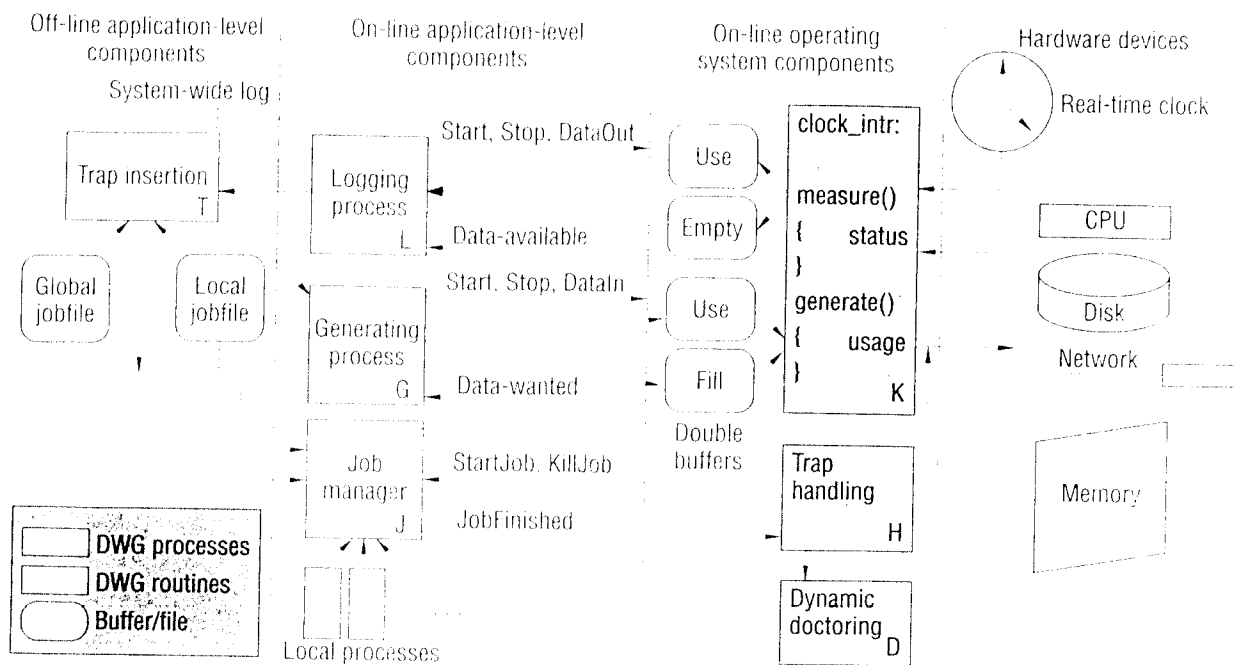 Off-line application-level
components
On-line application-level
components
On-line operating
system components
Hardware devices
System-wide log
Real-time clock
Trap insertion
T
Global
jobfile
Local
jobfile
Logging
process
L
Start, Stop. DataOut
Data-available
Generating
process
G
Start. Stop, DataIn
Data-wanted
Job
manager
J
StartJob. KillJob
JobFinished
Local processes
Use
Empty
Use
Fill
Double
buffers
clock_intr:
measure()
{ status
}
generate()
{ usage
}
K
Trap
handling
H
Dynamic
doctoring
D
CPU
Disk
Network
Memory
DWG processes
DWG routines
Buffer/file